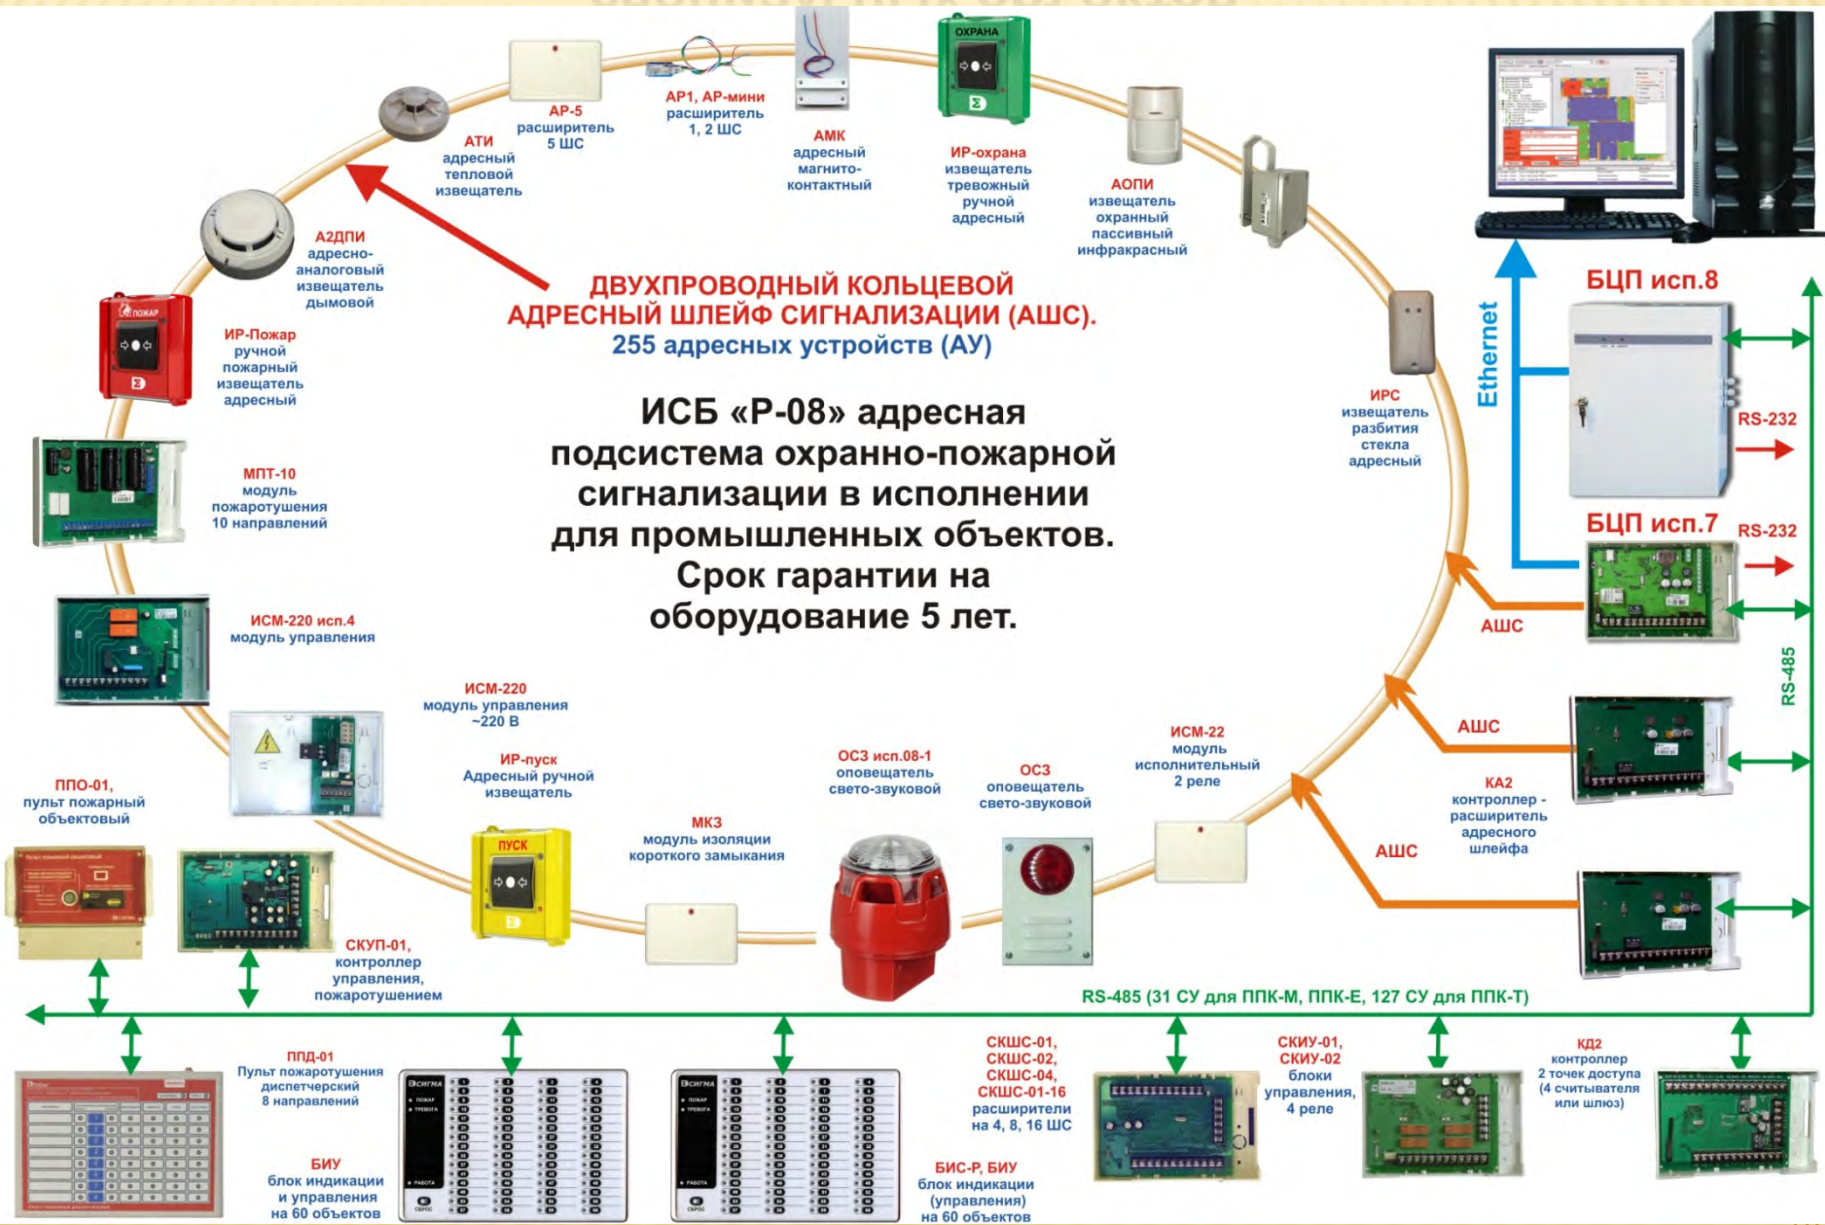 ОХРАНА
АР-5
расширитель
5 ШС
АР1, АР-мини
расширитель
1, 2 ШС
АМК
адресный
магнито-
контактный
ИР-охрана
извещатель
тревожный
ручной
адресный
АОПИ
извещатель
охранный
пассивный
инфракрасный
АТИ
адресный
тепловой
извещатель
А2ДПИ
адресно-
аналоговый
извещатель
дымовой
ПОЖАР
ИР-Пожар
ручной
пожарный
извещатель
адресный
ДВУХПРОВОДНЫЙ КОЛЬЦЕВОЙ
АДРЕСНЫЙ ШЛЕЙФ СИГНАЛИЗАЦИИ (АШС).
255 адресных устройств (АУ)
ИСБ «Р-08» адресная
подсистема охранно-пожарной
сигнализации в исполнении
для промышленных объектов.
Срок гарантии на
оборудование 5 лет.
ИРС
извещатель
разбития
стекла
адресный
Ethernet
БЦП исп.8
RS-232
БЦП исп.7
RS-232
АШС
RS-485
АШС
КА2
контроллер -
расширитель
адресного
шлейфа
АШС
МПТ-10
модуль
пожаротушения
10 направлений
ИСМ-220 исп.4
модуль управления
ИСМ-220
модуль управления
~220 В
ИР-пуск
Адресный ручной
извещатель
ПУСК
МКЗ
модуль изоляции
короткого замыкания
ОСЗ исп.08-1
оповещатель
свето-звуковой
ОСЗ
оповещатель
свето-звуковой
ИСМ-22
модуль
исполнительный
2 реле
ППО-01,
пульт пожарный
объектовый
СКУП-01,
контроллер
управления,
пожаротушением
RS-485 (31 СУ для ППК-М, ППК-Е, 127 СУ для ППК-Т)
ППД-01
Пульт пожаротушения
диспетчерский
8 направлений
БИУ
блок индикации
и управления
на 60 объектов
СИГМА
ПОЖАР
ТРЕВОГА
РАБОТА
СБРОС
СИГМА
ПОЖАР
ТРЕВОГА
РАБОТА
СБРОС
СКШС-01,
СКШС-02,
СКШС-04,
СКШС-01-16
расширители
на 4, 8, 16 ШС
БИС-Р, БИУ
блок индикации
(управления)
на 60 объектов
СКИУ-01,
СКИУ-02
блоки
управления,
4 реле
КД2
контроллер
2 точек доступа
(4 считывателя
или шлюз)